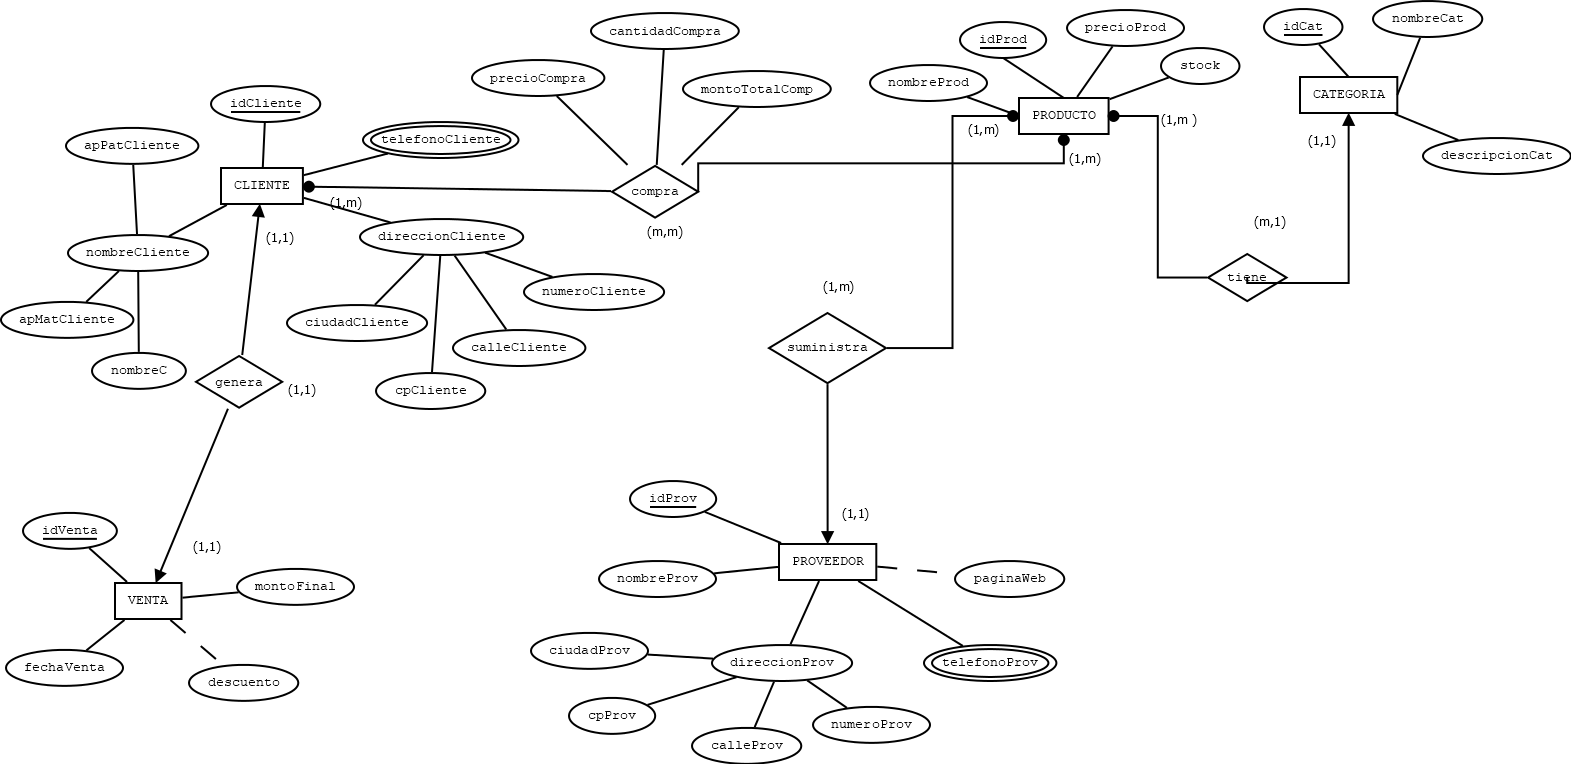 nombreCat
idCat
precioProd
cantidadCompra
idProd
stock
precioCompra
nombreProd
montoTotalComp
CATEGORIA
idCliente
PRODUCTO
(1,m)
(1,m )
telefonoCliente
(1,1)
apPatCliente
(1,m)
descripcionCat
CLIENTE
compra
(1,m)
(m,m)
(m,1)
(1,1)
direccionCliente
nombreCliente
tiene
numeroCliente
(1,m)
apMatCliente
ciudadCliente
calleCliente
suministra
nombreC
genera
(1,1)
cpCliente
idProv
(1,1)
idVenta
(1,1)
PROVEEDOR
nombreProv
paginaWeb
montoFinal
VENTA
ciudadProv
direccionProv
telefonoProv
fechaVenta
descuento
cpProv
numeroProv
calleProv